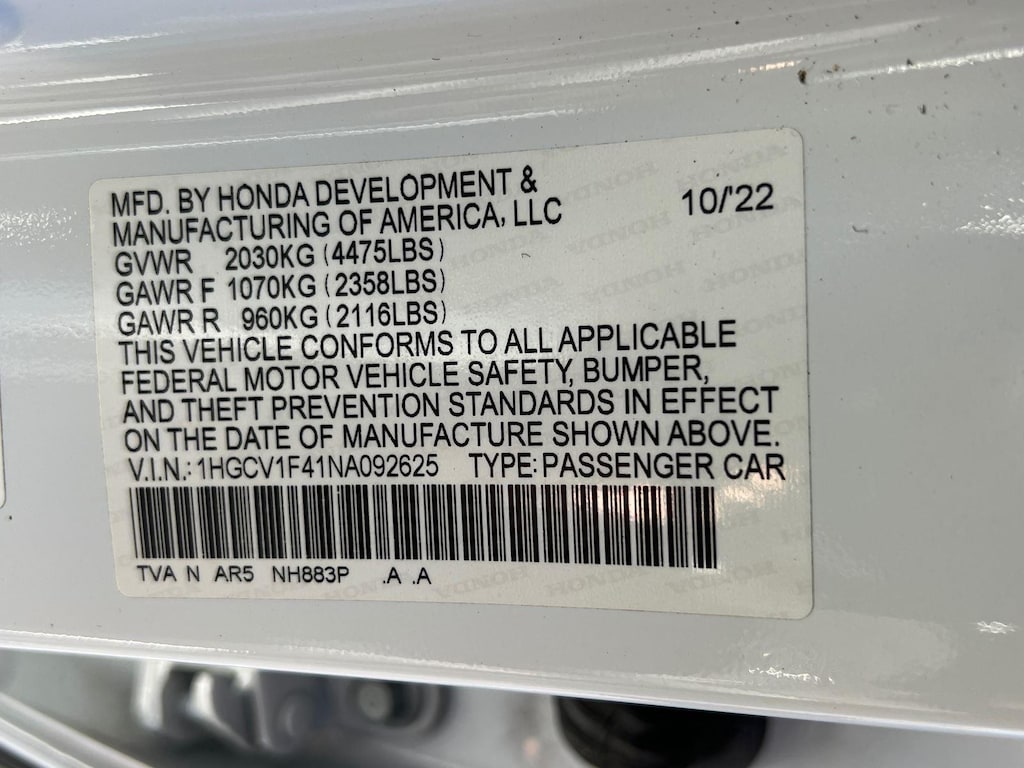 MFD. BY HONDA DEVELOPMENT &
MANUFACTURING OF AMERICA, LLC
10/'22
GVWR 2030KG (4475LBS)
GAWR F 1070KG (2358LBS)
GAWR R 960KG (2116LBS)
THIS VEHICLE CONFORMS TO ALL APPLICABLE
FEDERAL MOTOR VEHICLE SAFETY, BUMPER,
AND THEFT PREVENTION STANDARDS IN EFFECT
ON THE DATE OF MANUFACTURE SHOWN ABOVE.
V.I.N.: 1HGCV1F41NA092625 TYPE: PASSENGER CAR
TVA N AR5 NH883P .A .A